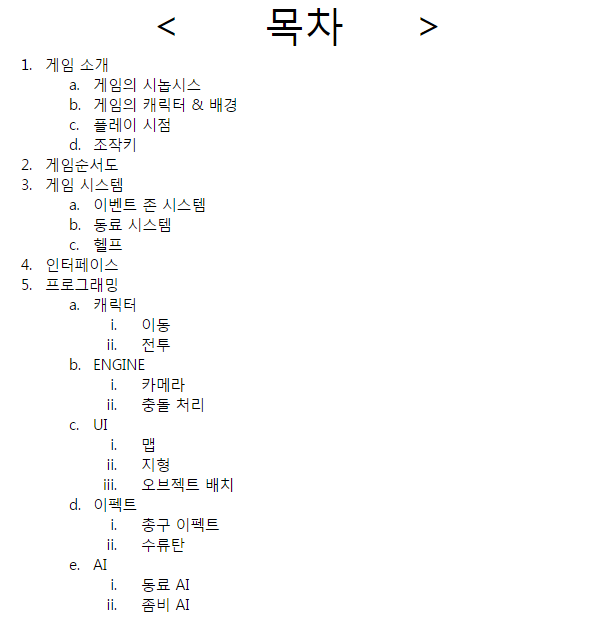 < 목차 >
1. 게임 소개
a. 게임의 시놉시스
b. 게임의 캐릭터 & 배경
c. 플레이 시점
d. 조작키
2. 게임순서도
3. 게임 시스템
a. 이벤트 존 시스템
b. 동료 시스템
c. 헬프
4. 인터페이스
5. 프로그래밍
a. 캐릭터
i. 이동
ii. 전투
b. ENGINE
i. 카메라
ii. 충돌 처리
c. UI
i. 맵
ii. 지형
iii. 오브젝트 배치
d. 이펙트
i. 총구 이펙트
ii. 수류탄
e. AI
i. 동료 AI
ii. 좀비 AI